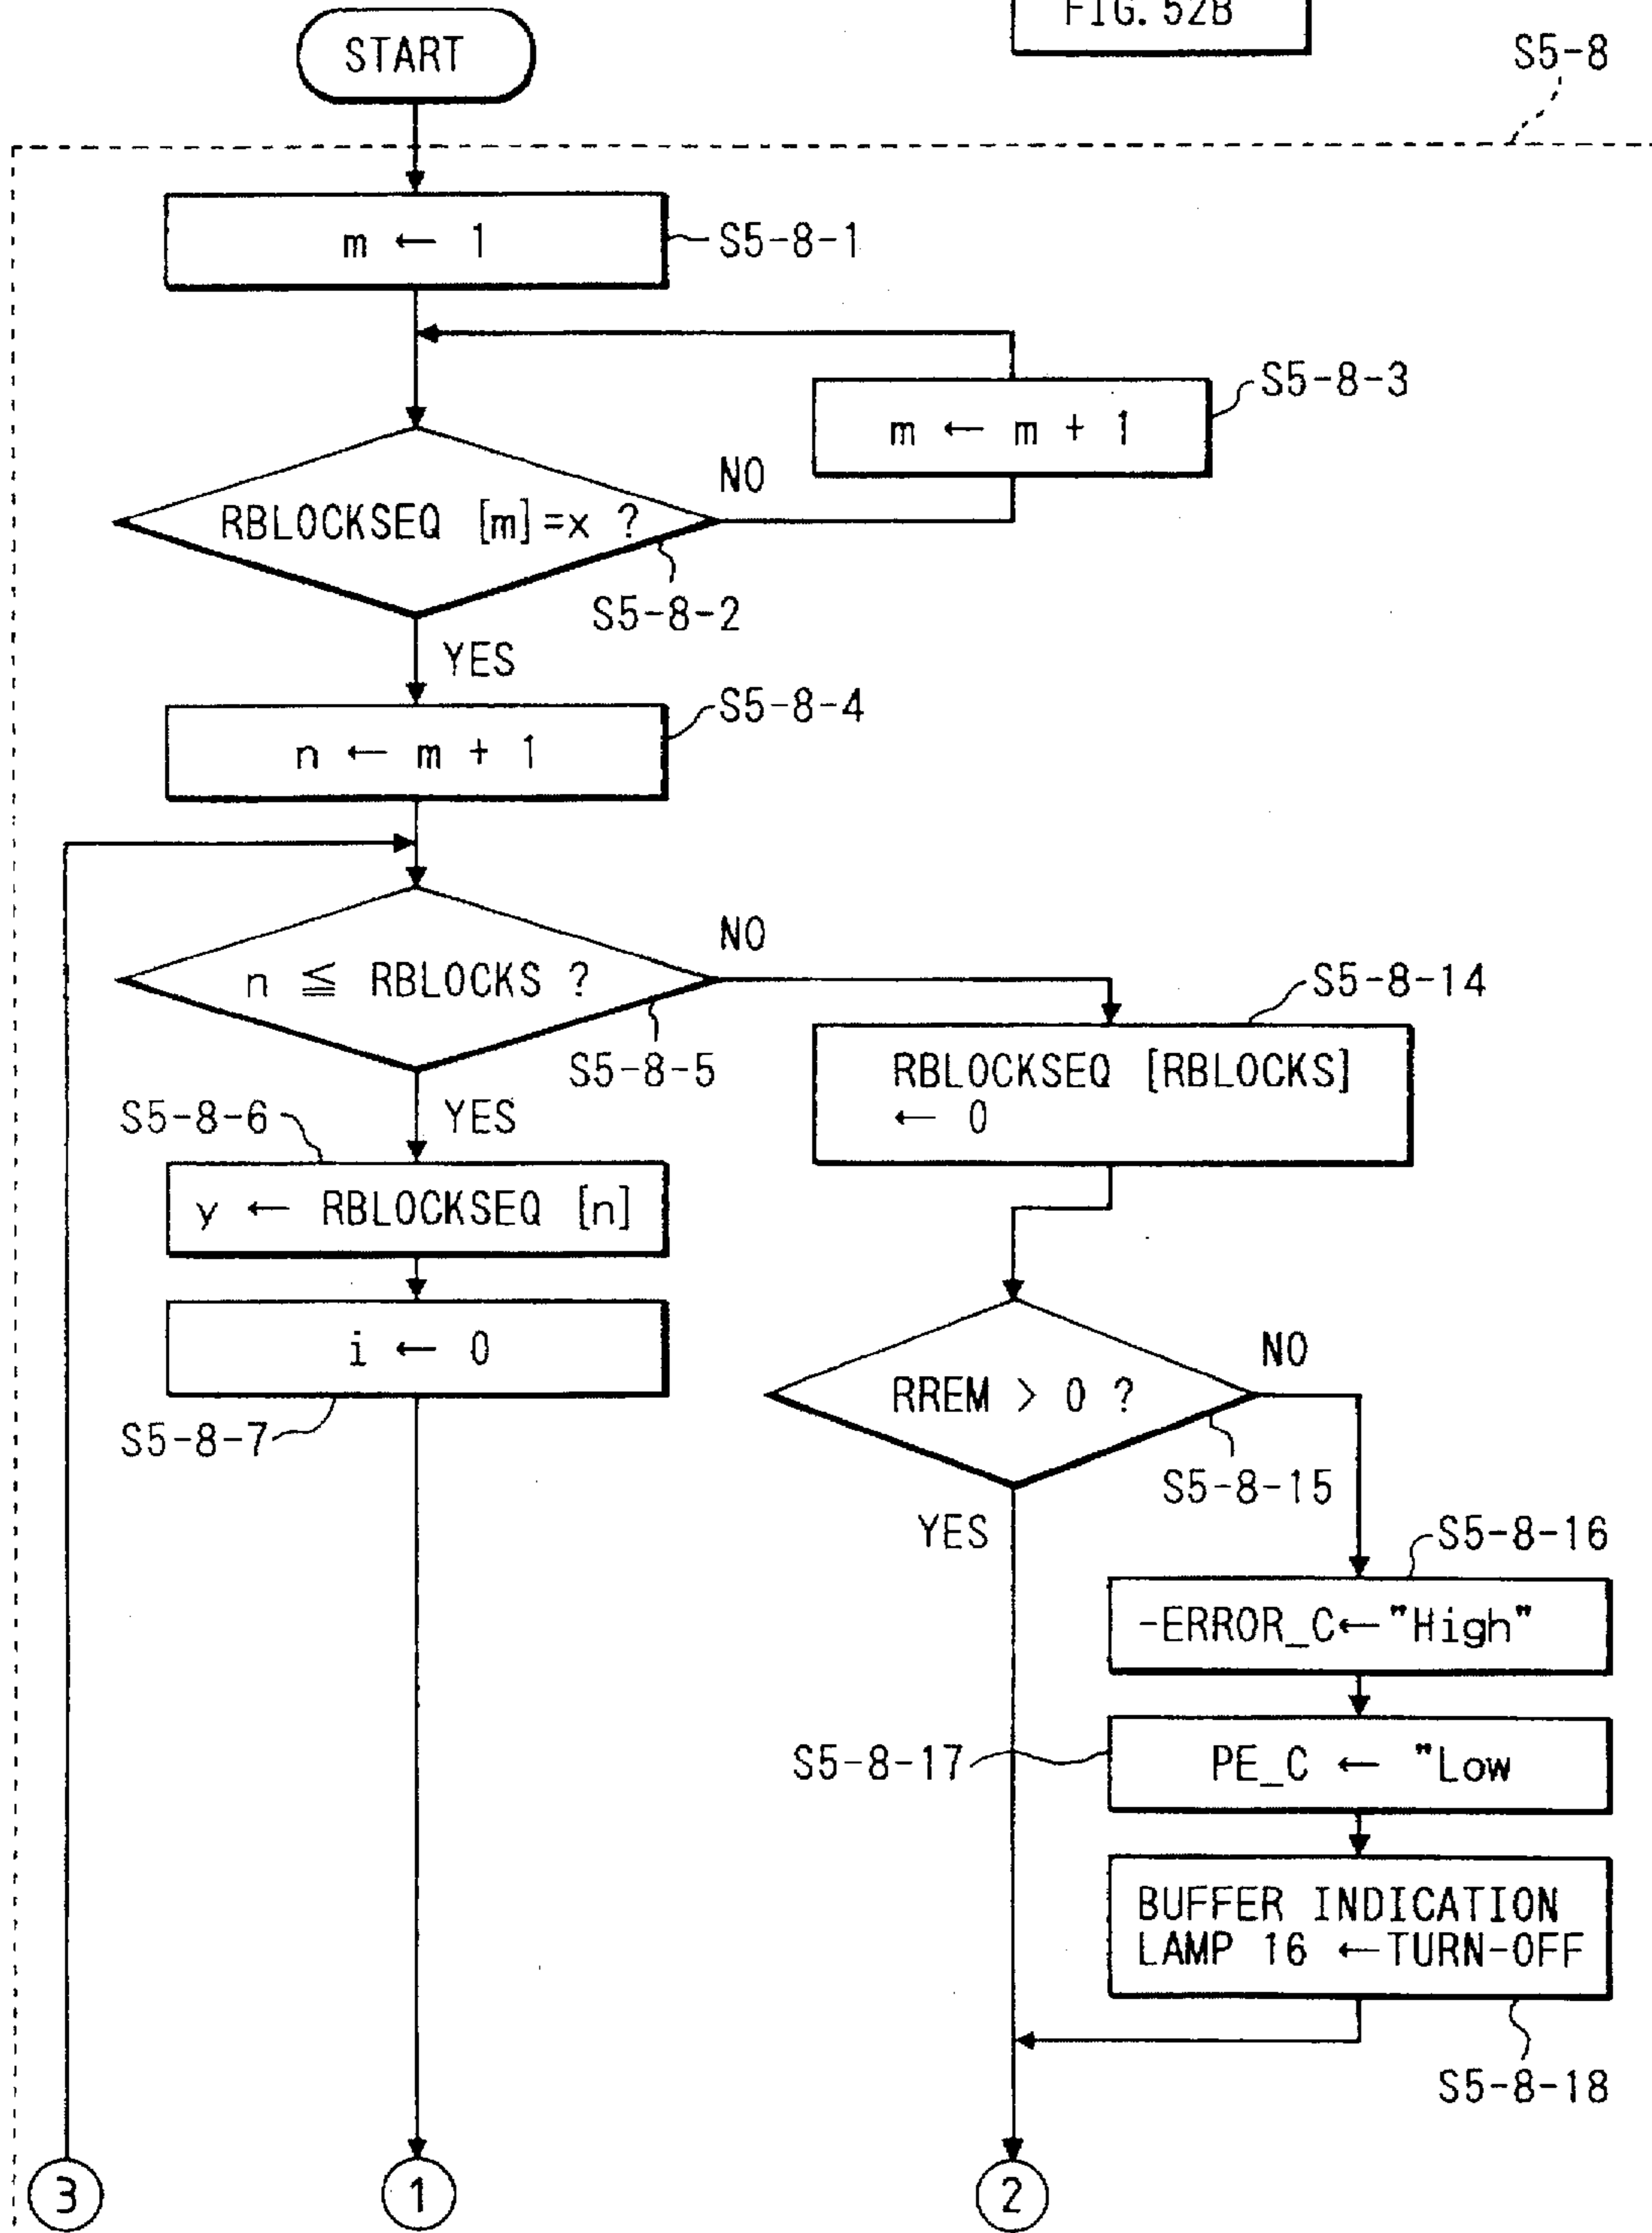 FIG. 52B
START
S5-8
m ← 1
S5-8-1
S5-8-3
m ← m + 1
NO
RBLOCKSEQ [m]=x ?
S5-8-2
YES
S5-8-4
n ← m + 1
NO
n ≦ RBLOCKS ?
S5-8-14
S5-8-5
RBLOCKSEQ [RBLOCKS]
← 0
S5-8-6
YES
y ← RBLOCKSEQ [n]
i ← 0
S5-8-7
NO
RREM > 0 ?
S5-8-15
YES
S5-8-16
-ERROR_C←"High"
S5-8-17
PE_C ← "Low
BUFFER INDICATION
LAMP 16 ←TURN-OFF
S5-8-18
3
1
2